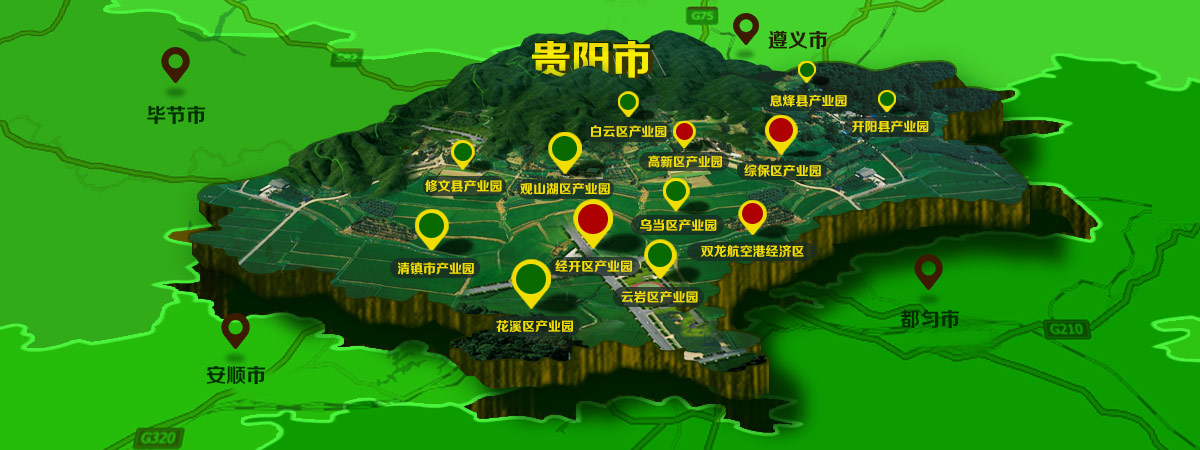 G75
遵义市
贵阳市
毕节市
息烽县产业园
开阳县产业园
白云区产业园
高新区产业园
综保区产业园
修文县产业园
观山湖区产业园
乌当区产业园
双龙航空港经济区
清镇市产业园
经开区产业园
云岩区产业园
花溪区产业园
都匀市
G210
安顺市
G320